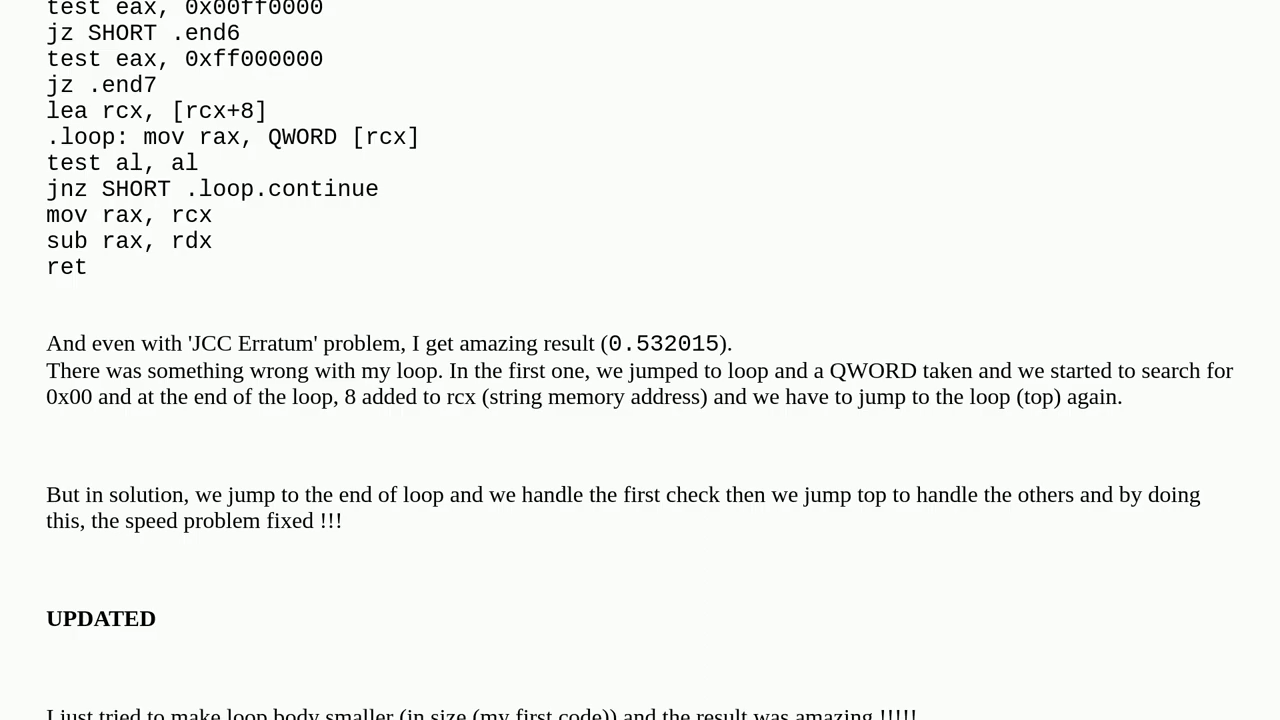 test eax, 0x00ff0000
jz SHORT .end6
test eax, 0xff000000
jz .end7
lea rcx, [rcx+8]
.loop: mov rax, QWORD [rcx]
test al, al
jnz SHORT .loop.continue
mov rax, rcx
sub rax, rdx
ret
And even with 'JCC Erratum' problem, I get amazing result (0.532015).
There was something wrong with my loop. In the first one, we jumped to loop and a QWORD taken and we started to search for
0x00 and at the end of the loop, 8 added to rcx (string memory address) and we have to jump to the loop (top) again.
But in solution, we jump to the end of loop and we handle the first check then we jump top to handle the others and by doing
this, the speed problem fixed !!!
UPDATED
I just tried to make loop body smaller (in size (my first code)) and the result was amazing !!!!!